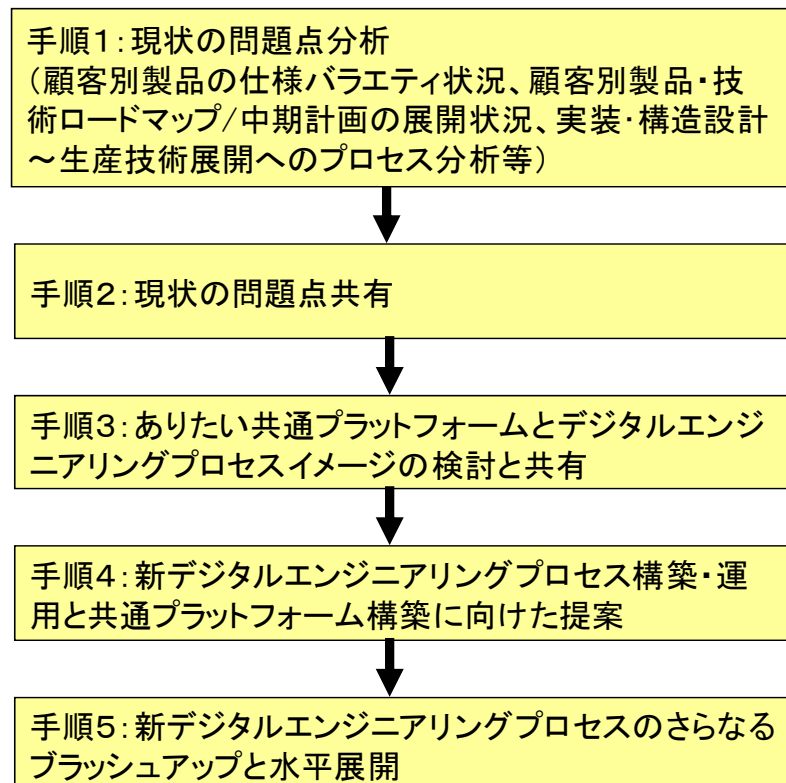 手順１：現状の問題点分析
（顧客別製品の仕様バラエティ状況、顧客別製品・技
術ロードマップ/中期計画の展開状況、実装・構造設計
～生産技術展開へのプロセス分析等）
手順２：現状の問題点共有
手順３：ありたい共通プラットフォームとデジタルエンジ
ニアリングプロセスイメージの検討と共有
手順４：新デジタルエンジニアリングプロセス構築・運
用と共通プラットフォーム構築に向けた提案
手順５：新デジタルエンジニアリングプロセスのさらなる
ブラッシュアップと水平展開